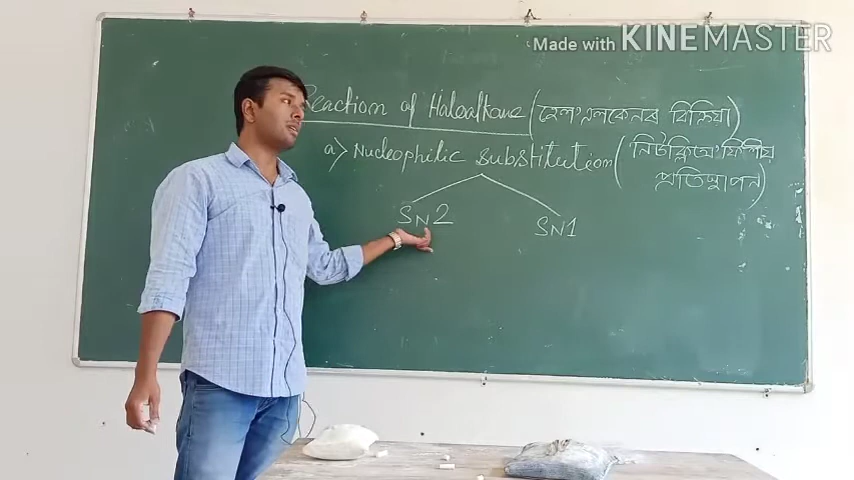 Made with KINEMASTER
Reaction of Haloalkane (হেল'এলকেনৰ বিক্ৰিয়া)
a) Nucleophilic Substitution (নিউক্লিঅ'ফিলীয়
প্ৰতিস্থাপন)
SN2 SN1